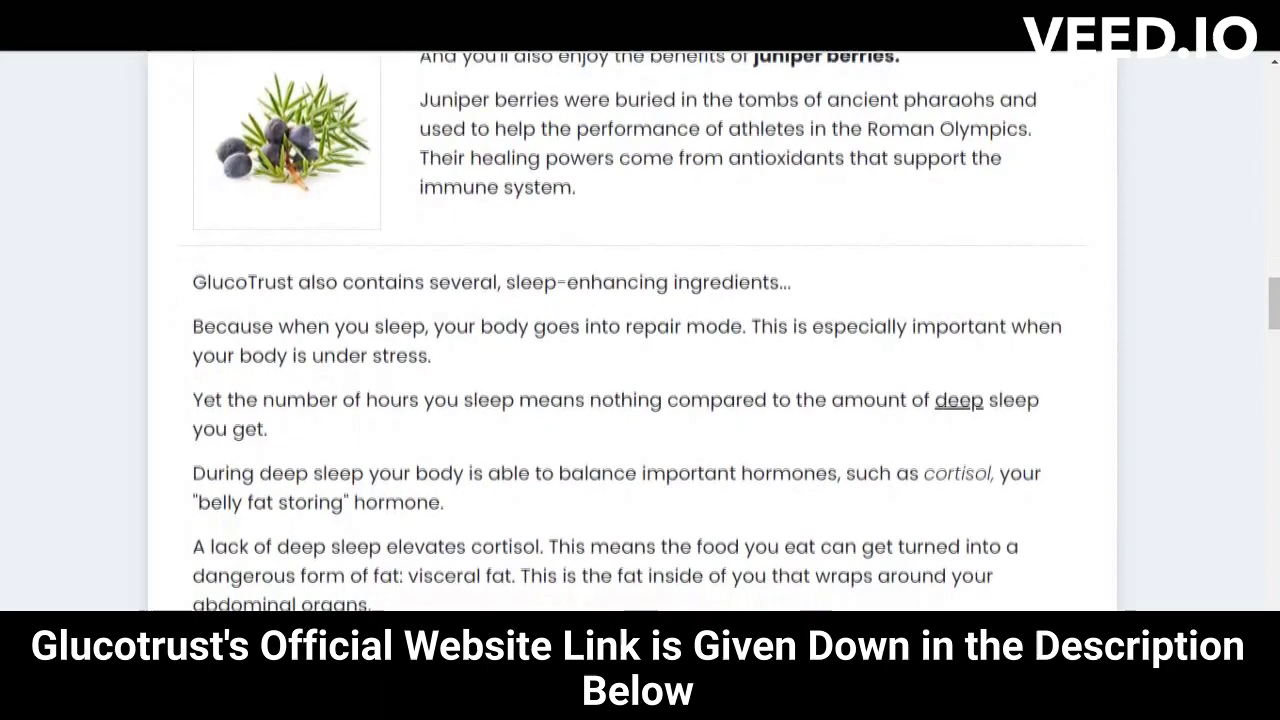 VEED.IO
And you'll also enjoy the benefits of juniper berries.
Juniper berries were buried in the tombs of ancient pharaohs and
used to help the performance of athletes in the Roman Olympics.
Their healing powers come from antioxidants that support the
immune system.
GlucoTrust also contains several, sleep-enhancing ingredients...
Because when you sleep, your body goes into repair mode. This is especially important when
your body is under stress.
Yet the number of hours you sleep means nothing compared to the amount of deep sleep
you get.
During deep sleep your body is able to balance important hormones, such as cortisol, your
"belly fat storing" hormone.
A lack of deep sleep elevates cortisol. This means the food you eat can get turned into a
dangerous form of fat: visceral fat. This is the fat inside of you that wraps around your
abdominal organs.
Glucotrust's Official Website Link is Given Down in the Description
Below